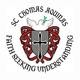 ST. THOMAS AQUINAS
FAITH SEEKING UNDERSTANDING